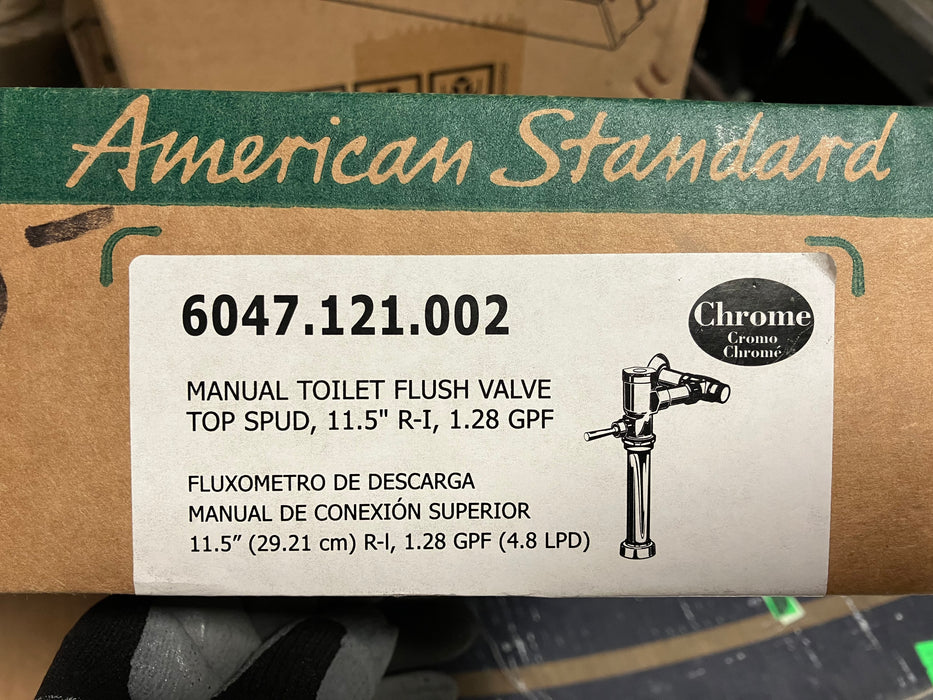 American Standard
6047.121.002
Chrome
Cromo
Chromé
MANUAL TOILET FLUSH VALVE
TOP SPUD, 11.5" R-I, 1.28 GPF
FLUXOMETRO DE DESCARGA
MANUAL DE CONEXIÓN SUPERIOR
11.5” (29.21 cm) R-l, 1.28 GPF (4.8 LPD)